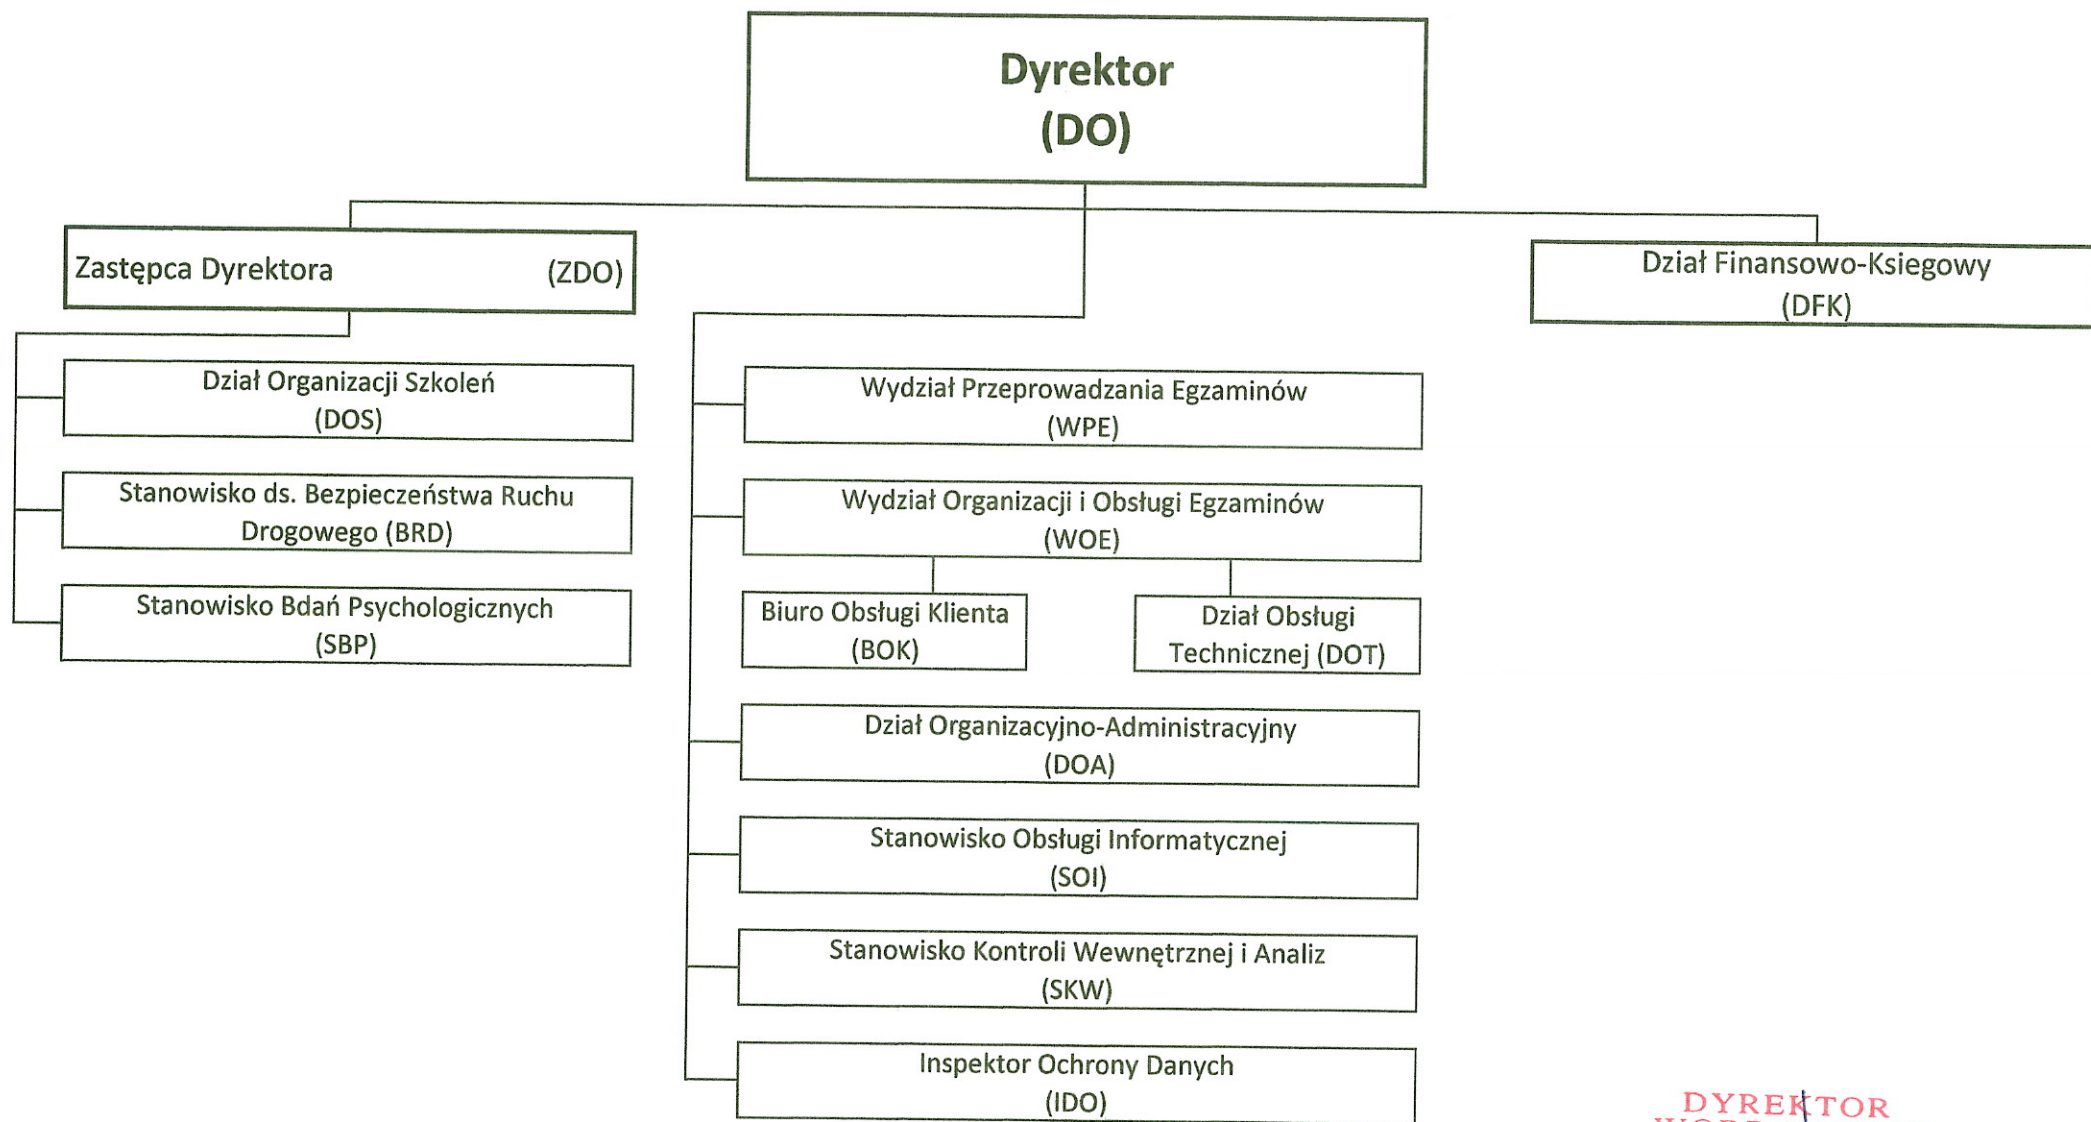 Dyrektor
(DO)
Zastępca Dyrektora (ZDO)
Dział Finansowo-Ksiegowy
(DFK)
Dział Organizacji Szkoleń
(DOS)
Stanowisko ds. Bezpieczeństwa Ruchu
Drogowego (BRD)
Stanowisko Bdań Psychologicznych
(SBP)
Wydział Przeprowadzania Egzaminów
(WPE)
Wydział Organizacji i Obsługi Egzaminów
(WOE)
Biuro Obsługi Klienta
(BOK)
Dział Obsługi
Technicznej (DOT)
Dział Organizacyjno-Administracyjny
(DOA)
Stanowisko Obsługi Informatycznej
(SOI)
Stanowisko Kontroli Wewnętrznej i Analiz
(SKW)
Inspektor Ochrony Danych
(IDO)
DYREKTOR